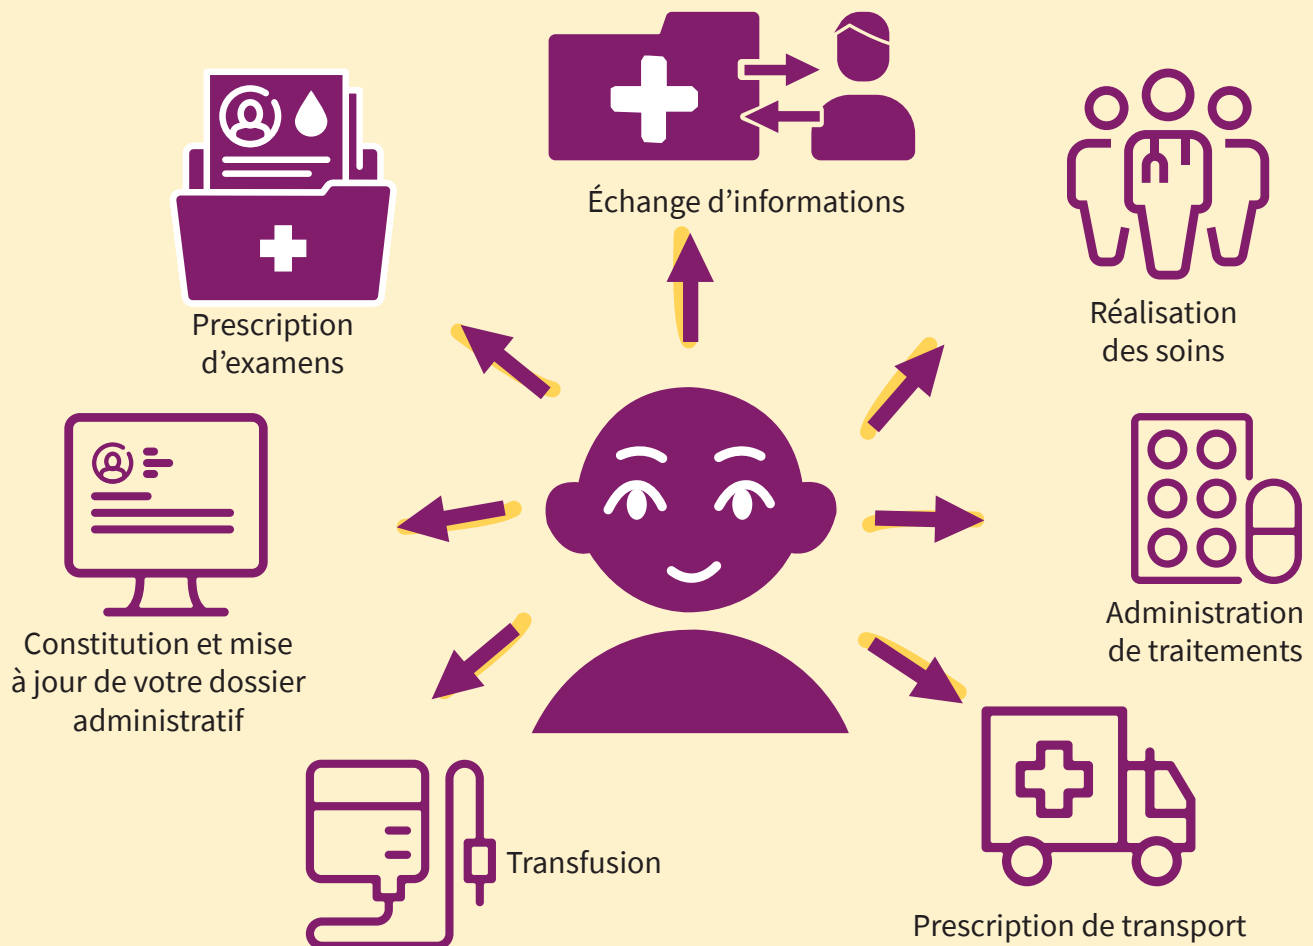 Échange d’informations
Prescription
d’examens
Réalisation
des soins
Constitution et mise
à jour de votre dossier
administratif
Administration
de traitements
Transfusion
Prescription de transport